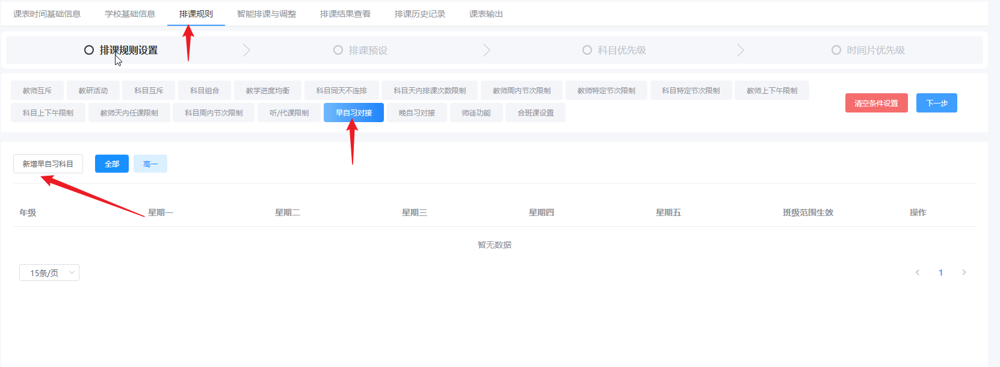 课表时间基础信息 学校基础信息 排课规则 智能排课与调整 排课结果查看 排课历史记录 课表输出
排课规则设置 排课预设 科目优先级 时间片优先级
教师互斥 教研活动 科目互斥 科目组合 教学进度均衡 科目同天不连排 科目天内排课次数限制 教师周内节次限制 教师特定节次限制 科目特定节次限制 教师上下午限制
科目上下午限制 教师天内任课限制 科目周内节次限制 听/代课限制 早自习对接 晚自习对接 师徒功能 合班课设置
清空条件设置 下一步
新增早自习科目 全部 高一
年级 星期一 星期二 星期三 星期四 星期五 班级范围生效 操作
暂无数据
15条/页 1